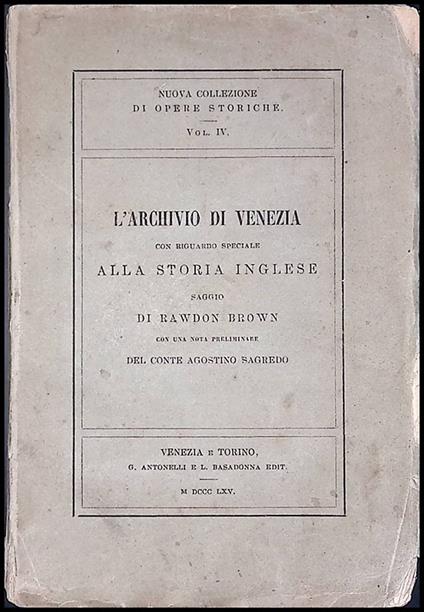 NUOVA COLLEZIONE
DI OPERE STORICHE.
VOL. IV.
L'ARCHIVIO DI VENEZIA
CON RIGUARDO SPECIALE
ALLA STORIA INGLESE
SAGGIO
DI RAWDON BROWN
CON UNA NOTA PRELIMINARE
DEL CONTE AGOSTINO SAGREDO
VENEZIA E TORINO,
G. ANTONELLI E L. BASADONNA EDIT.
M DCCC LXV.